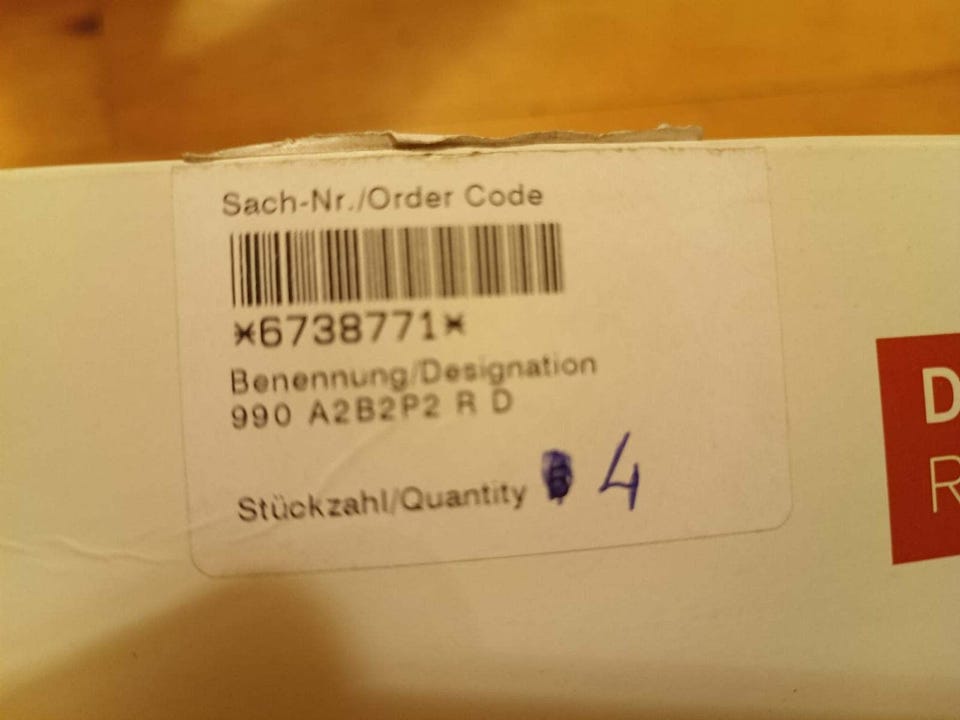 Sach-Nr./Order Code
*6738771*
Benennung/Designation
990 A2B2P2 R D
Stückzahl/Quantity 4
D
R